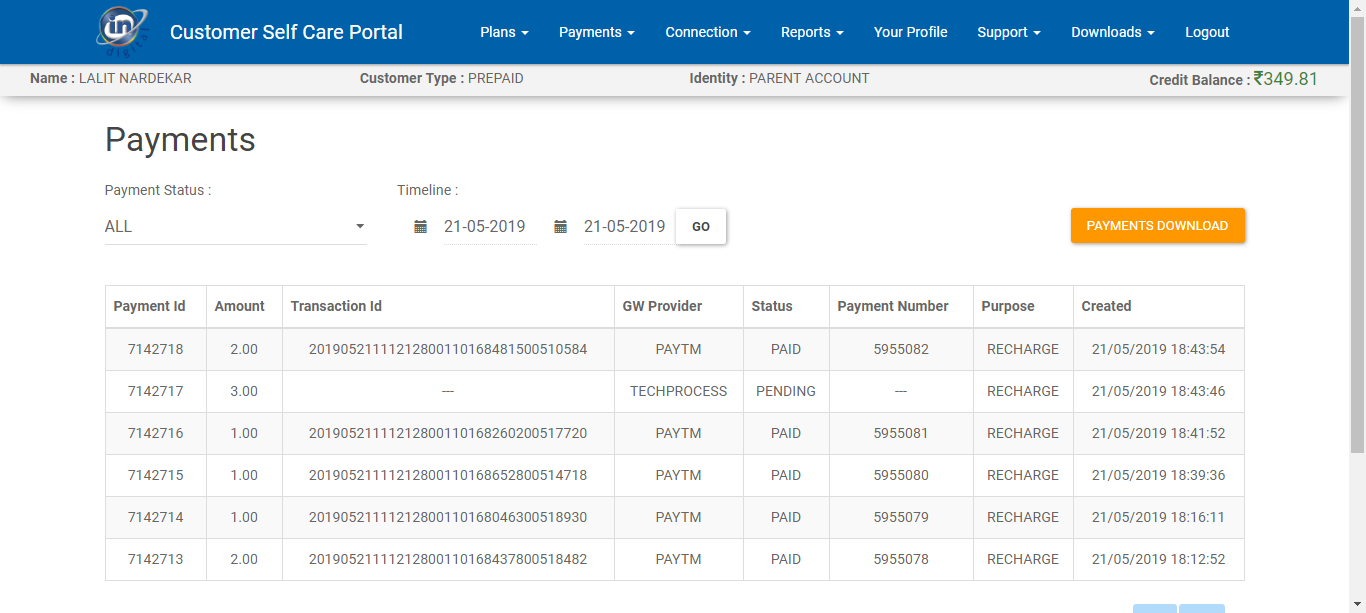 in
digital
Customer Self Care Portal Plans Payments Connection Reports Your Profile Support Downloads Logout
Name : LALIT NARDEKAR Customer Type : PREPAID Identity : PARENT ACCOUNT Credit Balance : ₹349.81
Payments
Payment Status : Timeline :
ALL 21-05-2019 21-05-2019 GO PAYMENTS DOWNLOAD
Payment Id Amount Transaction Id GW Provider Status Payment Number Purpose Created
7142718 2.00 20190521111212800110168481500510584 PAYTM PAID 5955082 RECHARGE 21/05/2019 18:43:54
7142717 3.00 --- TECHPROCESS PENDING --- RECHARGE 21/05/2019 18:43:46
7142716 1.00 20190521111212800110168260200517720 PAYTM PAID 5955081 RECHARGE 21/05/2019 18:41:52
7142715 1.00 20190521111212800110168652800514718 PAYTM PAID 5955080 RECHARGE 21/05/2019 18:39:36
7142714 1.00 20190521111212800110168046300518930 PAYTM PAID 5955079 RECHARGE 21/05/2019 18:16:11
7142713 2.00 20190521111212800110168437800518482 PAYTM PAID 5955078 RECHARGE 21/05/2019 18:12:52